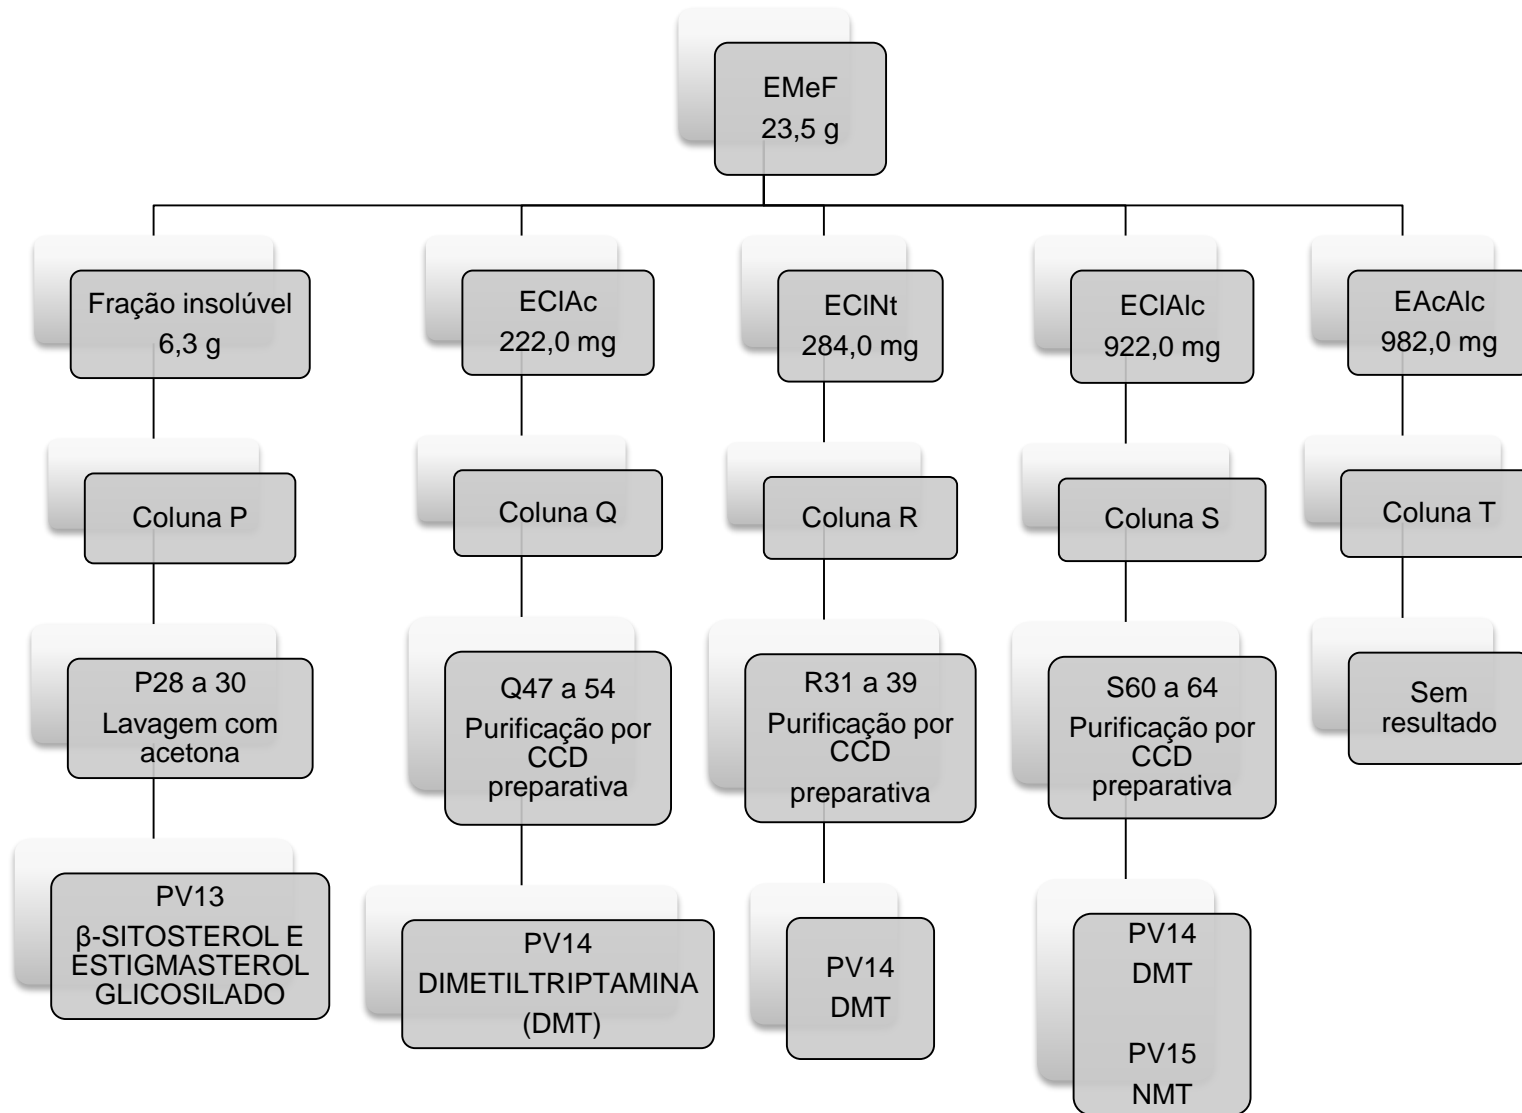 EMeF
23,5 g
Fração insolúvel
6,3 g
EClAc
222,0 mg
EClNt
284,0 mg
EClAlc
922,0 mg
EAcAlc
982,0 mg
Coluna P
Coluna Q
Coluna R
Coluna S
Coluna T
P28 a 30
Lavagem com
acetona
Q47 a 54
Purificação por
CCD
preparativa
R31 a 39
Purificação por
CCD
preparativa
S60 a 64
Purificação por
CCD
preparativa
Sem
resultado
PV13
β-SITOSTEROL E
ESTIGMASTEROL
GLICOSILADO
PV14
DIMETILTRIPTAMINA
(DMT)
PV14
DMT
PV14
DMT
PV15
NMT